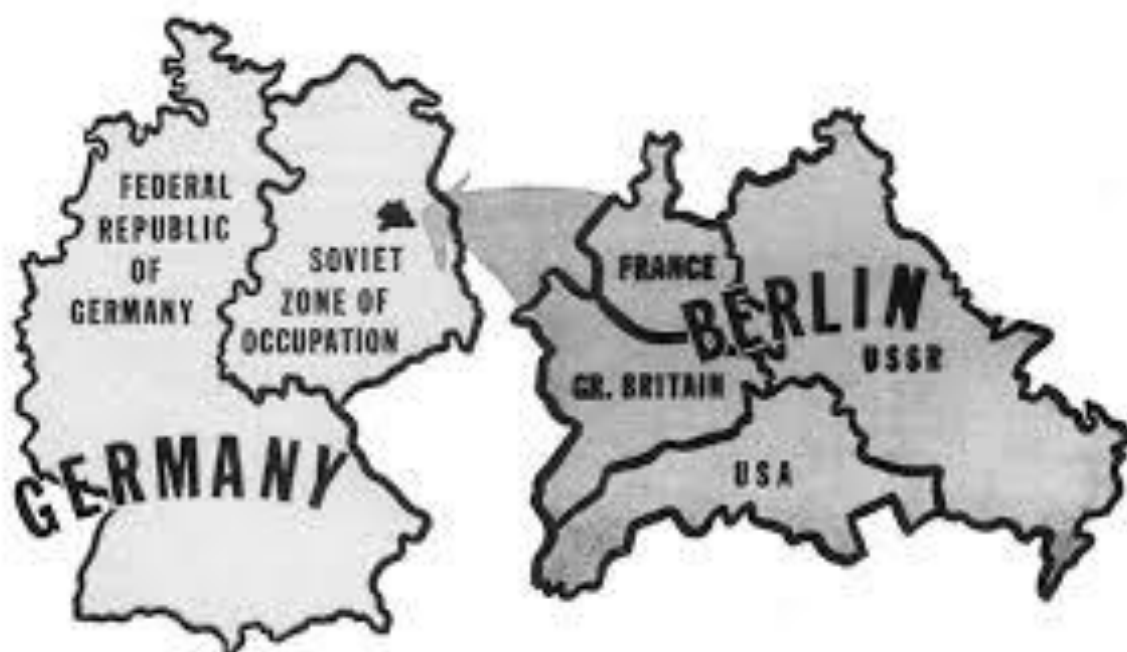 FEDERAL
REPUBLIC
OF
GERMANY
SOVIET
ZONE OF
OCCUPATION
GERMANY
FRANCE
BERLIN
USSR
GR. BRITAIN
USA